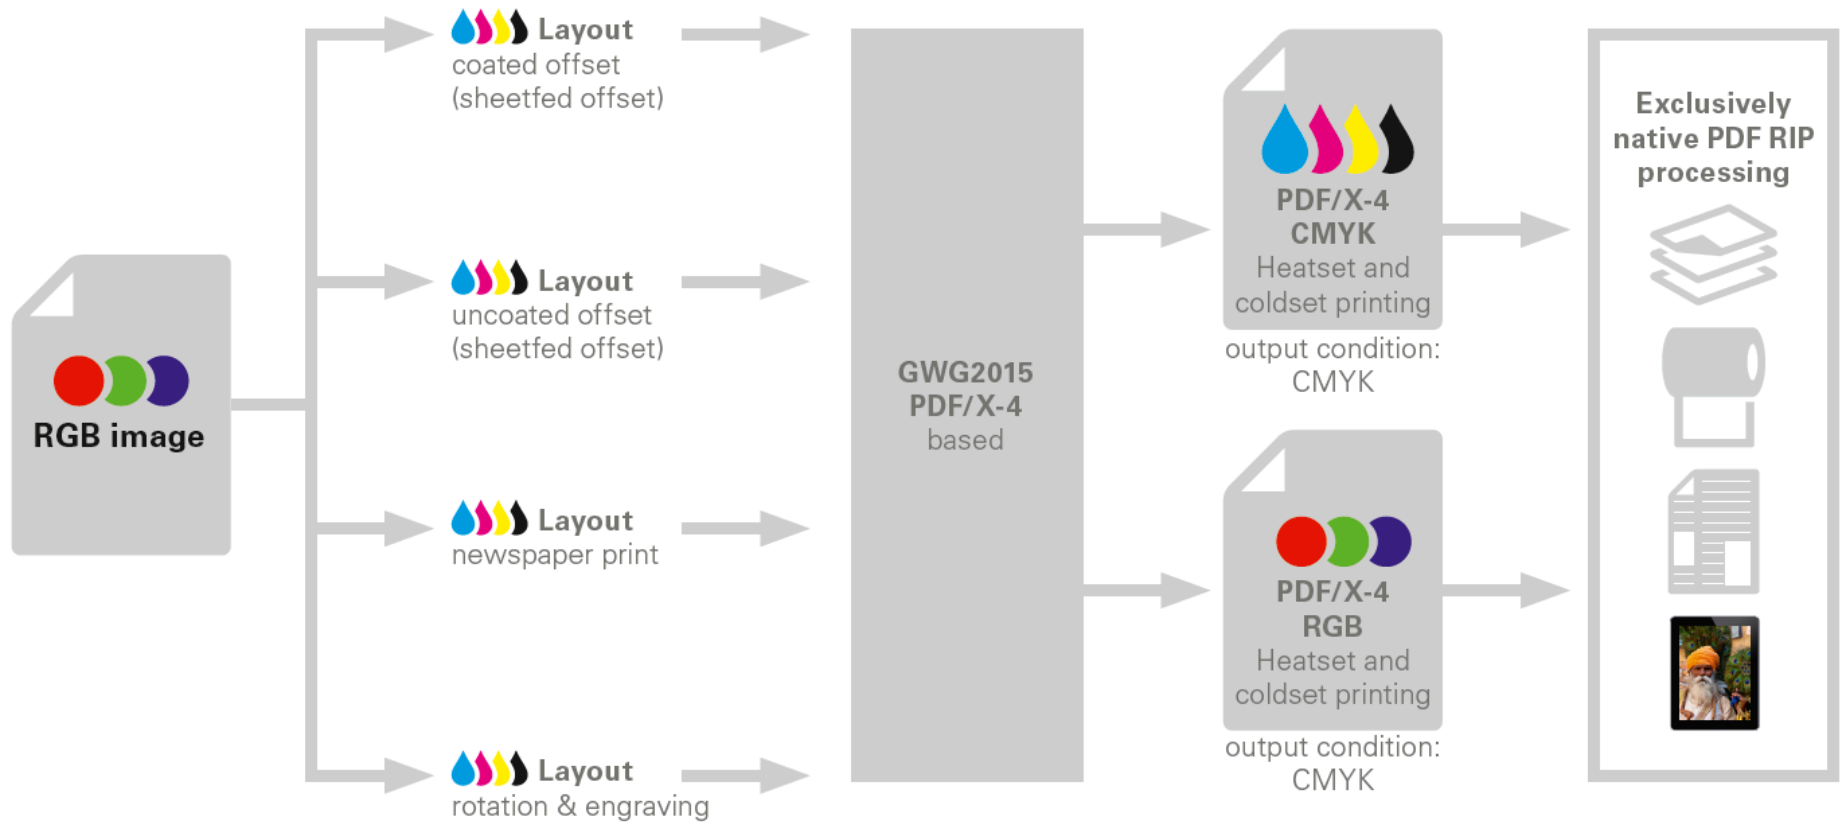 RGB image
Layout
coated offset
(sheetfed offset)
Layout
uncoated offset
(sheetfed offset)
Layout
newspaper print
Layout
rotation & engraving
GWG2015
PDF/X-4
based
PDF/X-4
CMYK
Heatset and
coldset printing
output condition:
CMYK
PDF/X-4
RGB
Heatset and
coldset printing
output condition:
CMYK
Exclusively
native PDF RIP
processing